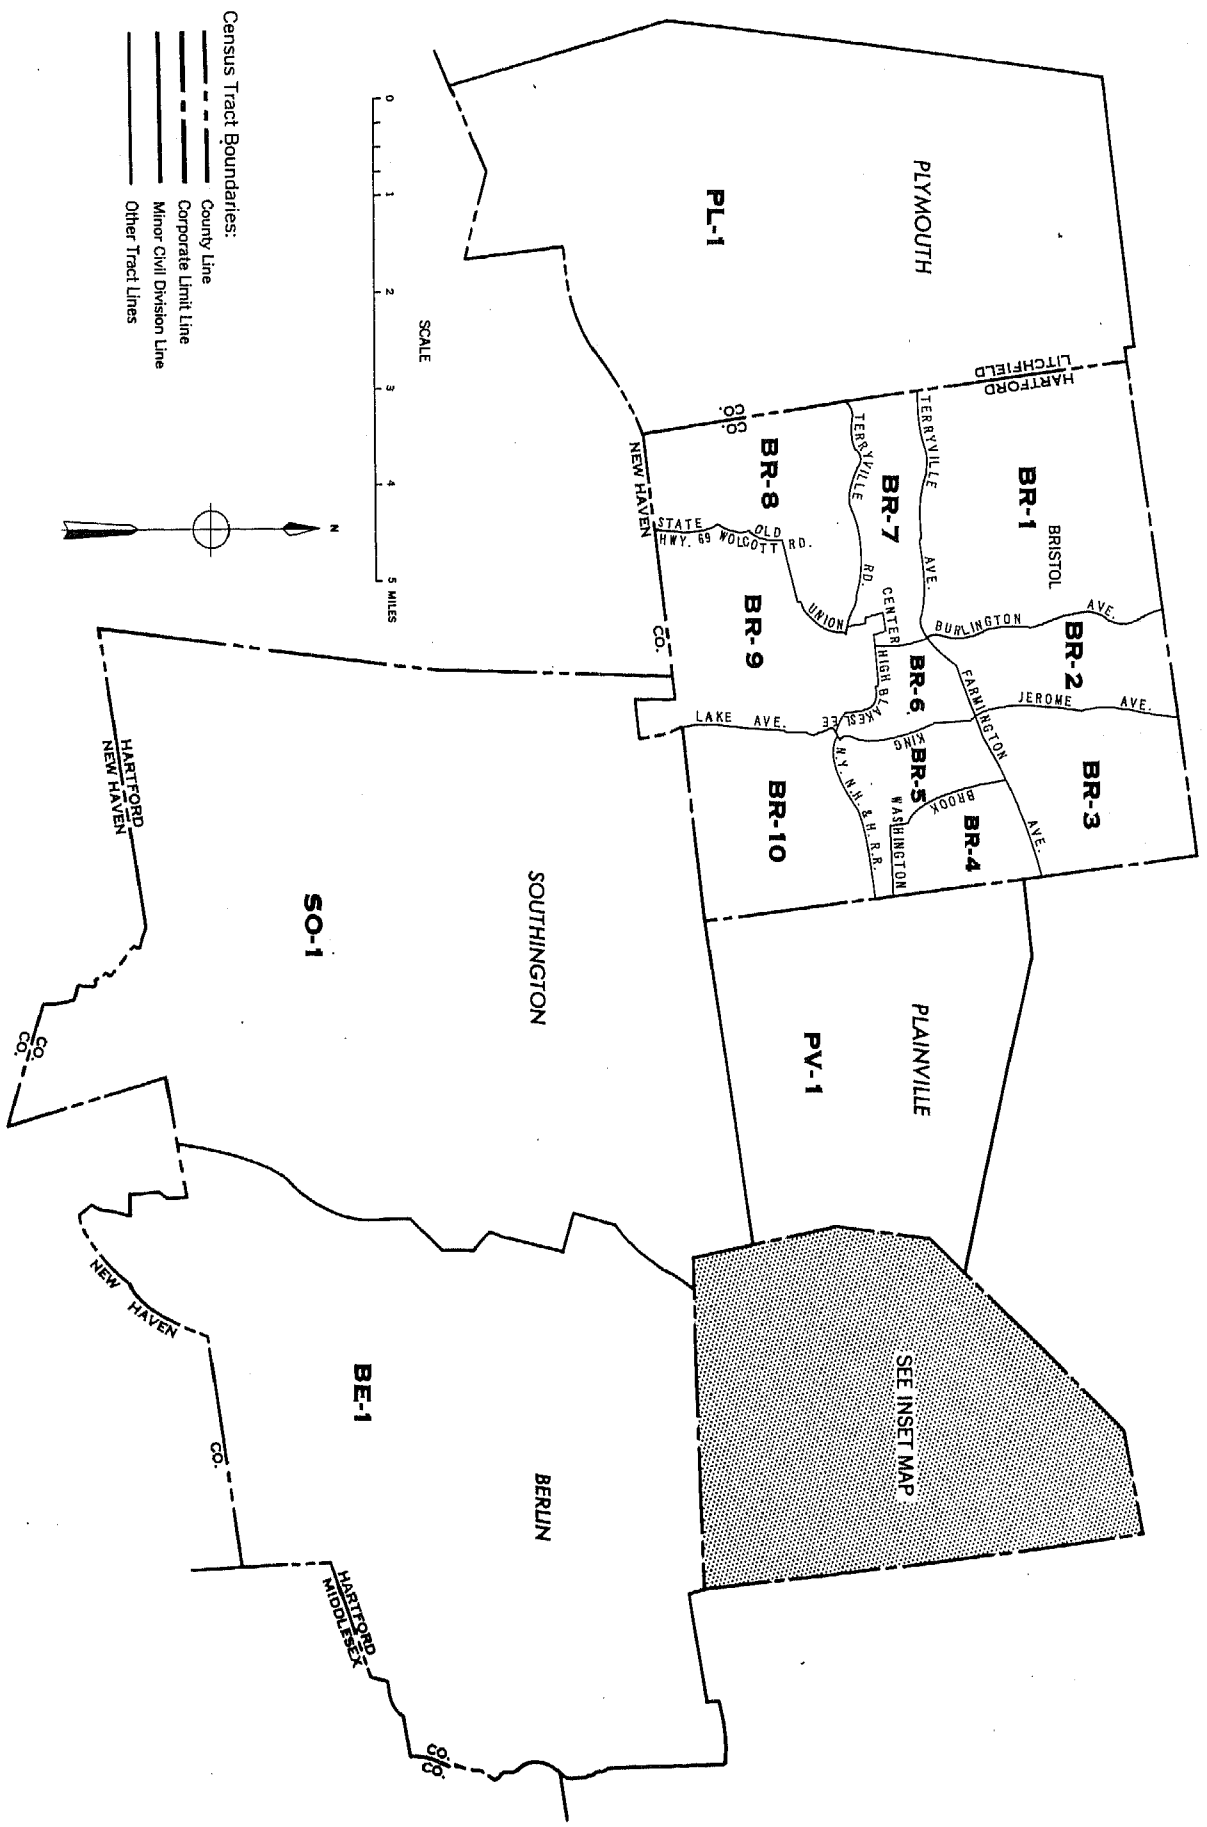 PLYMOUTH
PL-1
LITCHFIELD CO.
HARTFORD CO.
BR-1
BRISTOL
BURLINGTON AVE.
BR-2
JEROME AVE.
BR-3
TERRYVILLE AVE.
FARMINGTON AVE.
BR-7
CENTER
BR-6
KING
BR-5
BROOK
BR-4
WASHINGTON
TERRYVILLE RD.
HIGH
BLAKESLEE
N.Y. N.H. & H. R.R.
BR-8
OLD WOLCOTT RD.
STATE HWY. 69
UNION
BR-9
LAKE AVE.
BR-10
NEW HAVEN CO.
PLAINVILLE
PV-1
SEE INSET MAP
SOUTHINGTON
SO-1
BERLIN
BE-1
HARTFORD CO.
NEW HAVEN CO.
NEW HAVEN CO.
HARTFORD CO.
MIDDLESEX CO.
SCALE
0 1 2 3 4 5 MILES
N
Census Tract Boundaries:
County Line
Corporate Limit Line
Minor Civil Division Line
Other Tract Lines